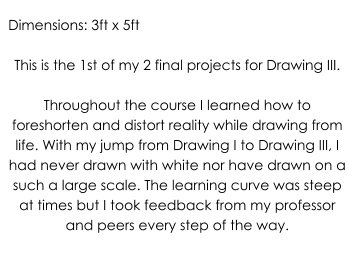 Dimensions: 3ft x 5ft
This is the 1st of my 2 final projects for Drawing III.
Throughout the course I learned how to
foreshorten and distort reality while drawing from
life. With my jump from Drawing I to Drawing III, I
had never drawn with white nor have drawn on a
such a large scale. The learning curve was steep
at times but I took feedback from my professor
and peers every step of the way.